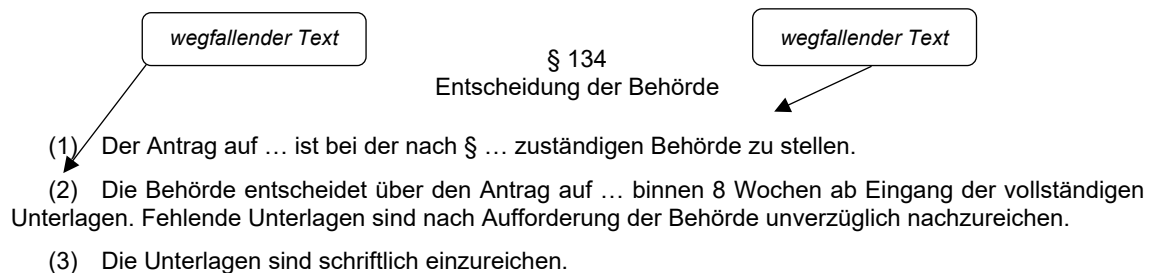 wegfallender Text
wegfallender Text
§ 134
Entscheidung der Behörde
(1) Der Antrag auf … ist bei der nach § … zuständigen Behörde zu stellen.
(2) Die Behörde entscheidet über den Antrag auf … binnen 8 Wochen ab Eingang der vollständigen
Unterlagen. Fehlende Unterlagen sind nach Aufforderung der Behörde unverzüglich nachzureichen.
(3) Die Unterlagen sind schriftlich einzureichen.